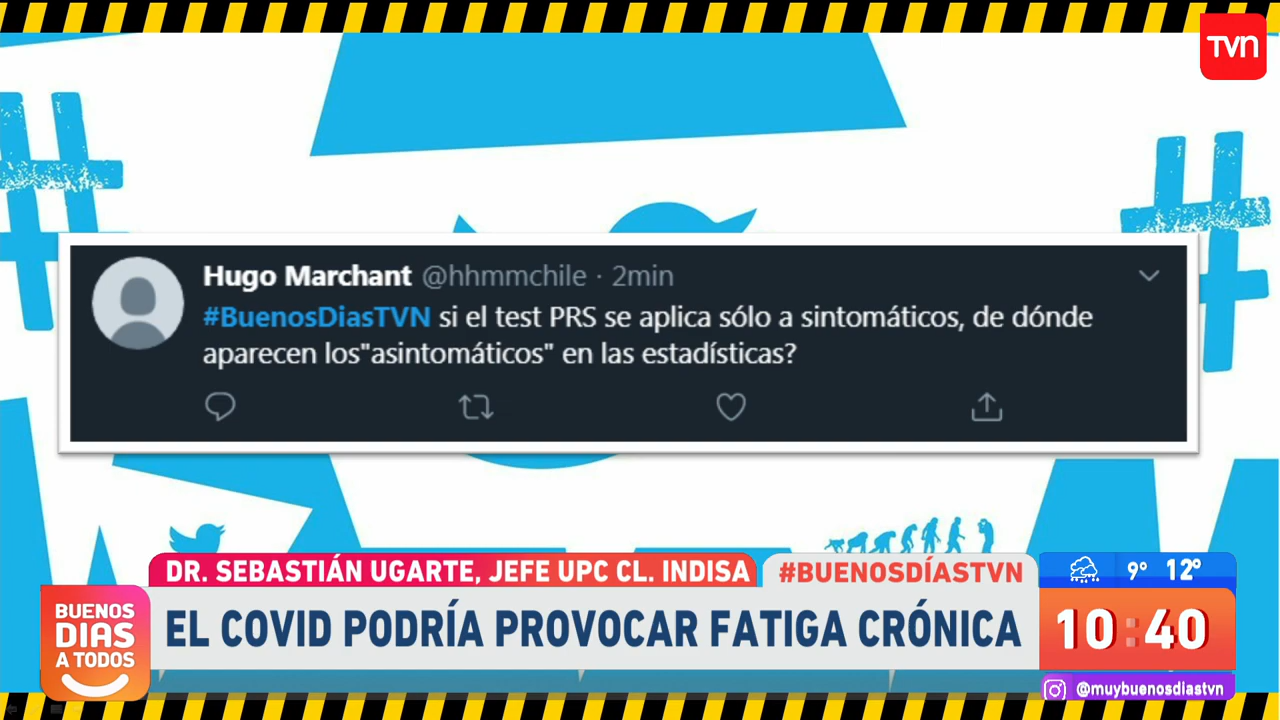 TVN
Hugo Marchant @hhmmchile · 2min
#BuenosDiasTVN si el test PRS se aplica sólo a sintomáticos, de dónde
aparecen los"asintomáticos" en las estadísticas?
DR. SEBASTIÁN UGARTE, JEFE UPC CL. INDISA
#BUENOSDÍASTVN
9° 12°
BUENOS
DIAS
A TODOS
EL COVID PODRÍA PROVOCAR FATIGA CRÓNICA
10:40
@muybuenosdiastvn